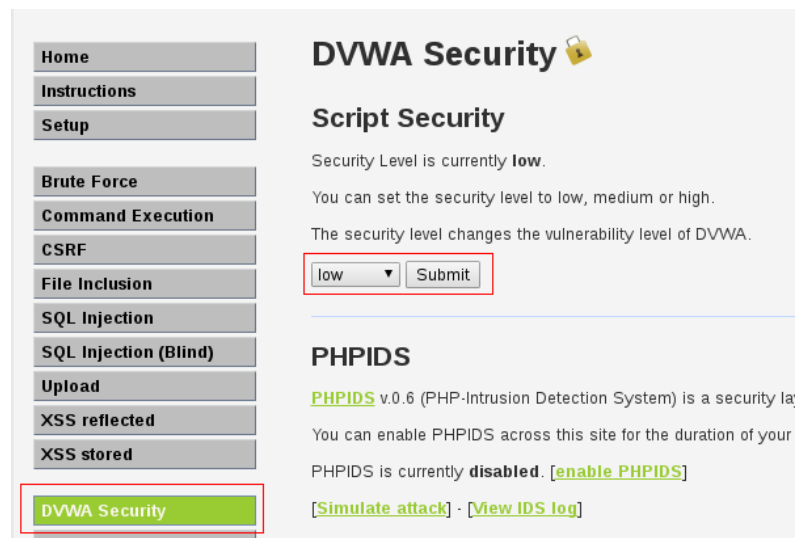 Home
Instructions
Setup
Brute Force
Command Execution
CSRF
File Inclusion
SQL Injection
SQL Injection (Blind)
Upload
XSS reflected
XSS stored
DVWA Security
DVWA Security
Script Security
Security Level is currently low.
You can set the security level to low, medium or high.
The security level changes the vulnerability level of DVWA.
low Submit
PHPIDS
PHPIDS v.0.6 (PHP-Intrusion Detection System) is a security
You can enable PHPIDS across this site for the duration of your
PHPIDS is currently disabled. [enable PHPIDS]
[Simulate attack] - [View IDS log]